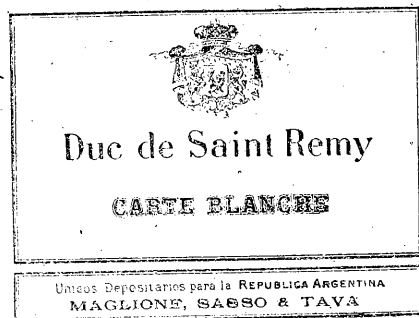 Duc de Saint Remy
CARTE BLANCHE
Unicos Depositarios para la REPUBLICA ARGENTINA
MAGLIONE, SASSO & TAVA